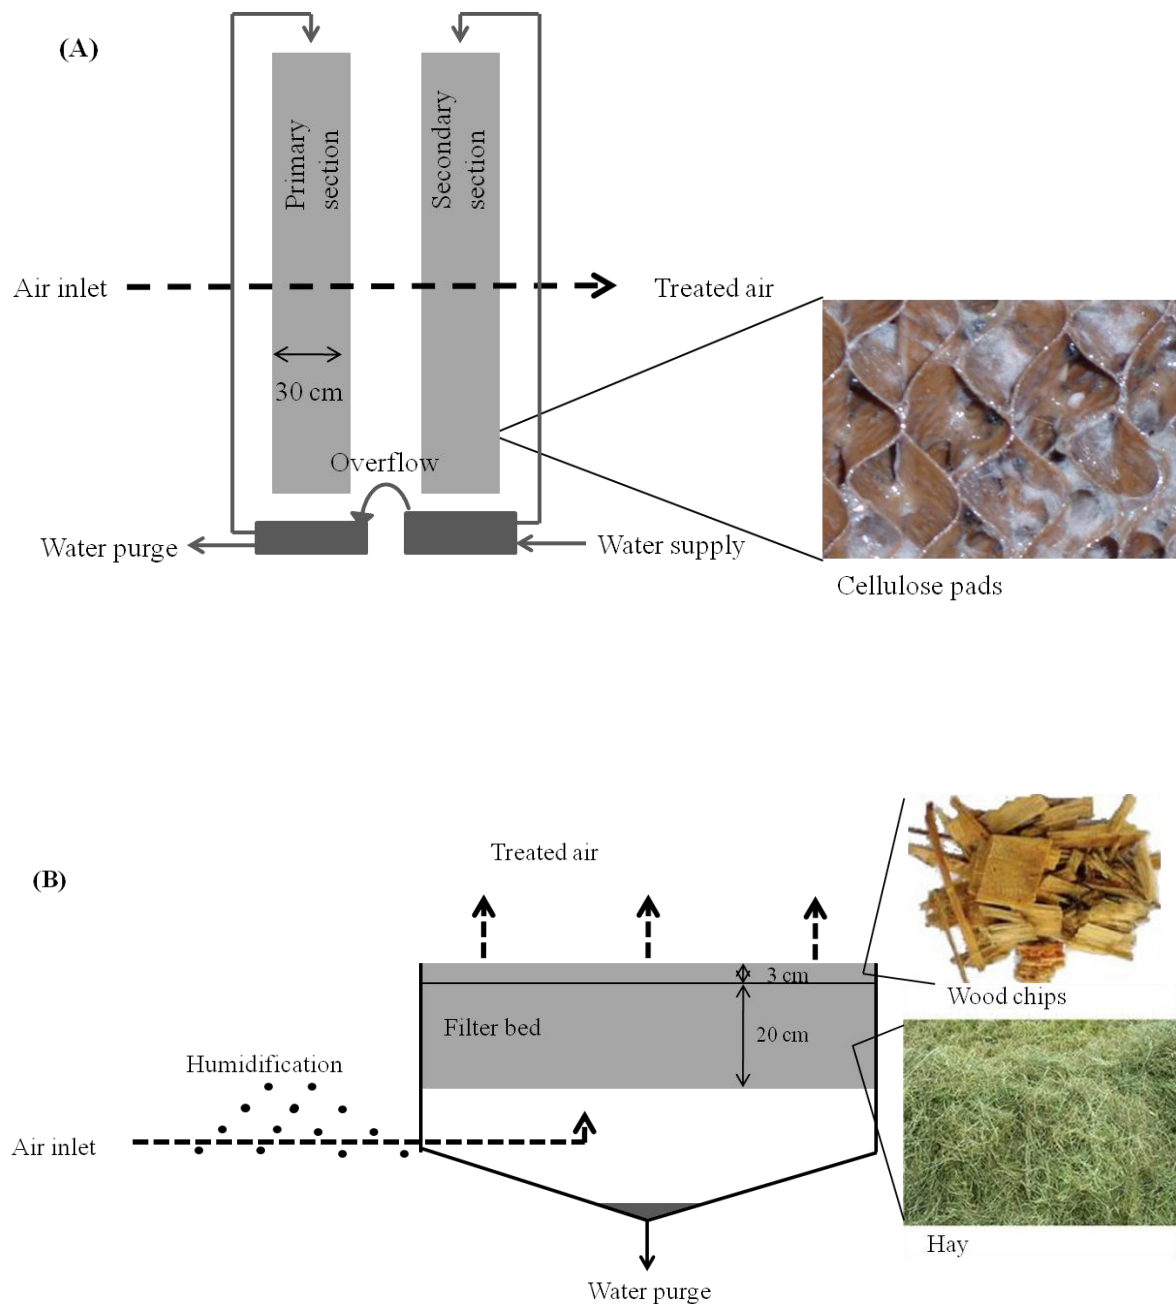 (A)
Primary
section
Secondary
section
Air inlet
Treated air
30 cm
Overflow
Water purge
Water supply
Cellulose pads
(B)
Treated air
3 cm
Wood chips
Filter bed
20 cm
Humidification
Air inlet
Hay
Water purge